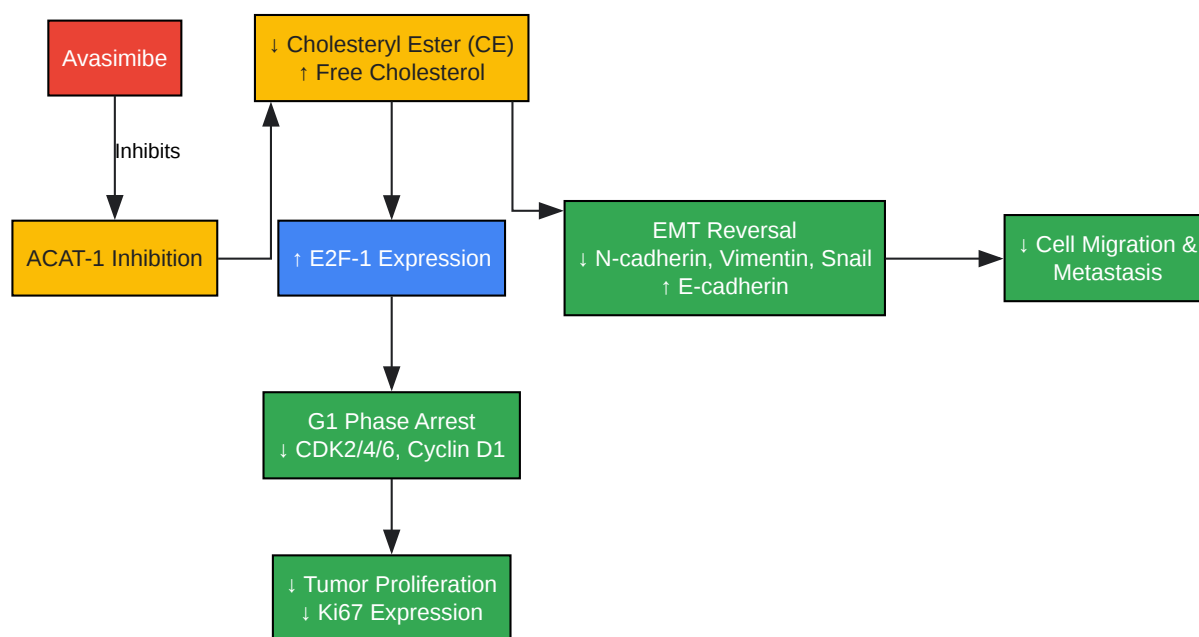 Avasimibe
↓ Cholesteryl Ester (CE)
↑ Free Cholesterol
Inhibits
ACAT-1 Inhibition
↑ E2F-1 Expression
EMT Reversal
↓ N-cadherin, Vimentin, Snail
↑ E-cadherin
↓ Cell Migration &
Metastasis
G1 Phase Arrest
↓ CDK2/4/6, Cyclin D1
↓ Tumor Proliferation
↓ Ki67 Expression